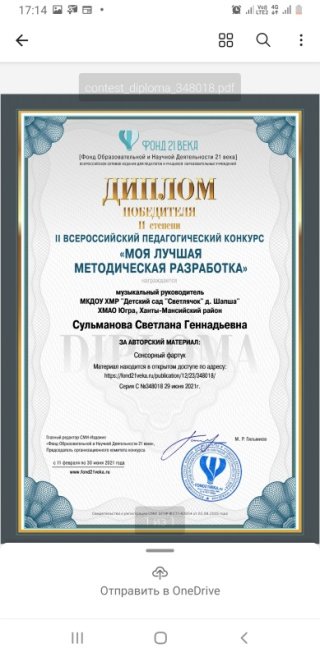 17:14
contest_diploma_348018.pdf
ФОНД 21 ВЕКА
[Фонд Образовательной и Научной Деятельности 21 века]
ДИПЛОМ
ПОБЕДИТЕЛЯ
II степени
II ВСЕРОССИЙСКИЙ ПЕДАГОГИЧЕСКИЙ КОНКУРС
«МОЯ ЛУЧШАЯ
МЕТОДИЧЕСКАЯ РАЗРАБОТКА»
награждается
музыкальный руководитель
МКДОУ ХМР "Детский сад "Светлячок" д. Шапша"
ХМАО Югра, Ханты-Мансийский район
Сульманова Светлана Геннадьевна
DIPLOMA
ЗА АВТОРСКИЙ МАТЕРИАЛ:
Сенсорный фартук
Материал находится в открытом доступе по адресу:
https://fond21veka.ru/publication/12/23/348018/
Серия С №348018 29 июня 2021г.
Главный редактор СМИ-Издания
«Фонд Образовательной и Научной Деятельности 21 века»,
Председатель организационного комитета конкурса
с 11 февраля по 30 июня 2021 года
www.fond21veka.ru
Отправить в OneDrive